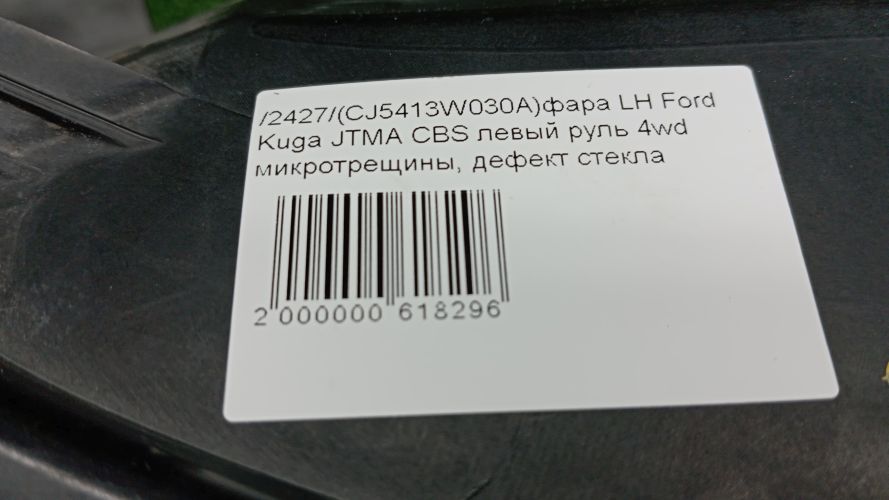 /2427/(CJ5413W030A)фара LH Ford
Kuga JTMA CBS левый руль 4wd
микротрещины, дефект стекла
2 000000 618296